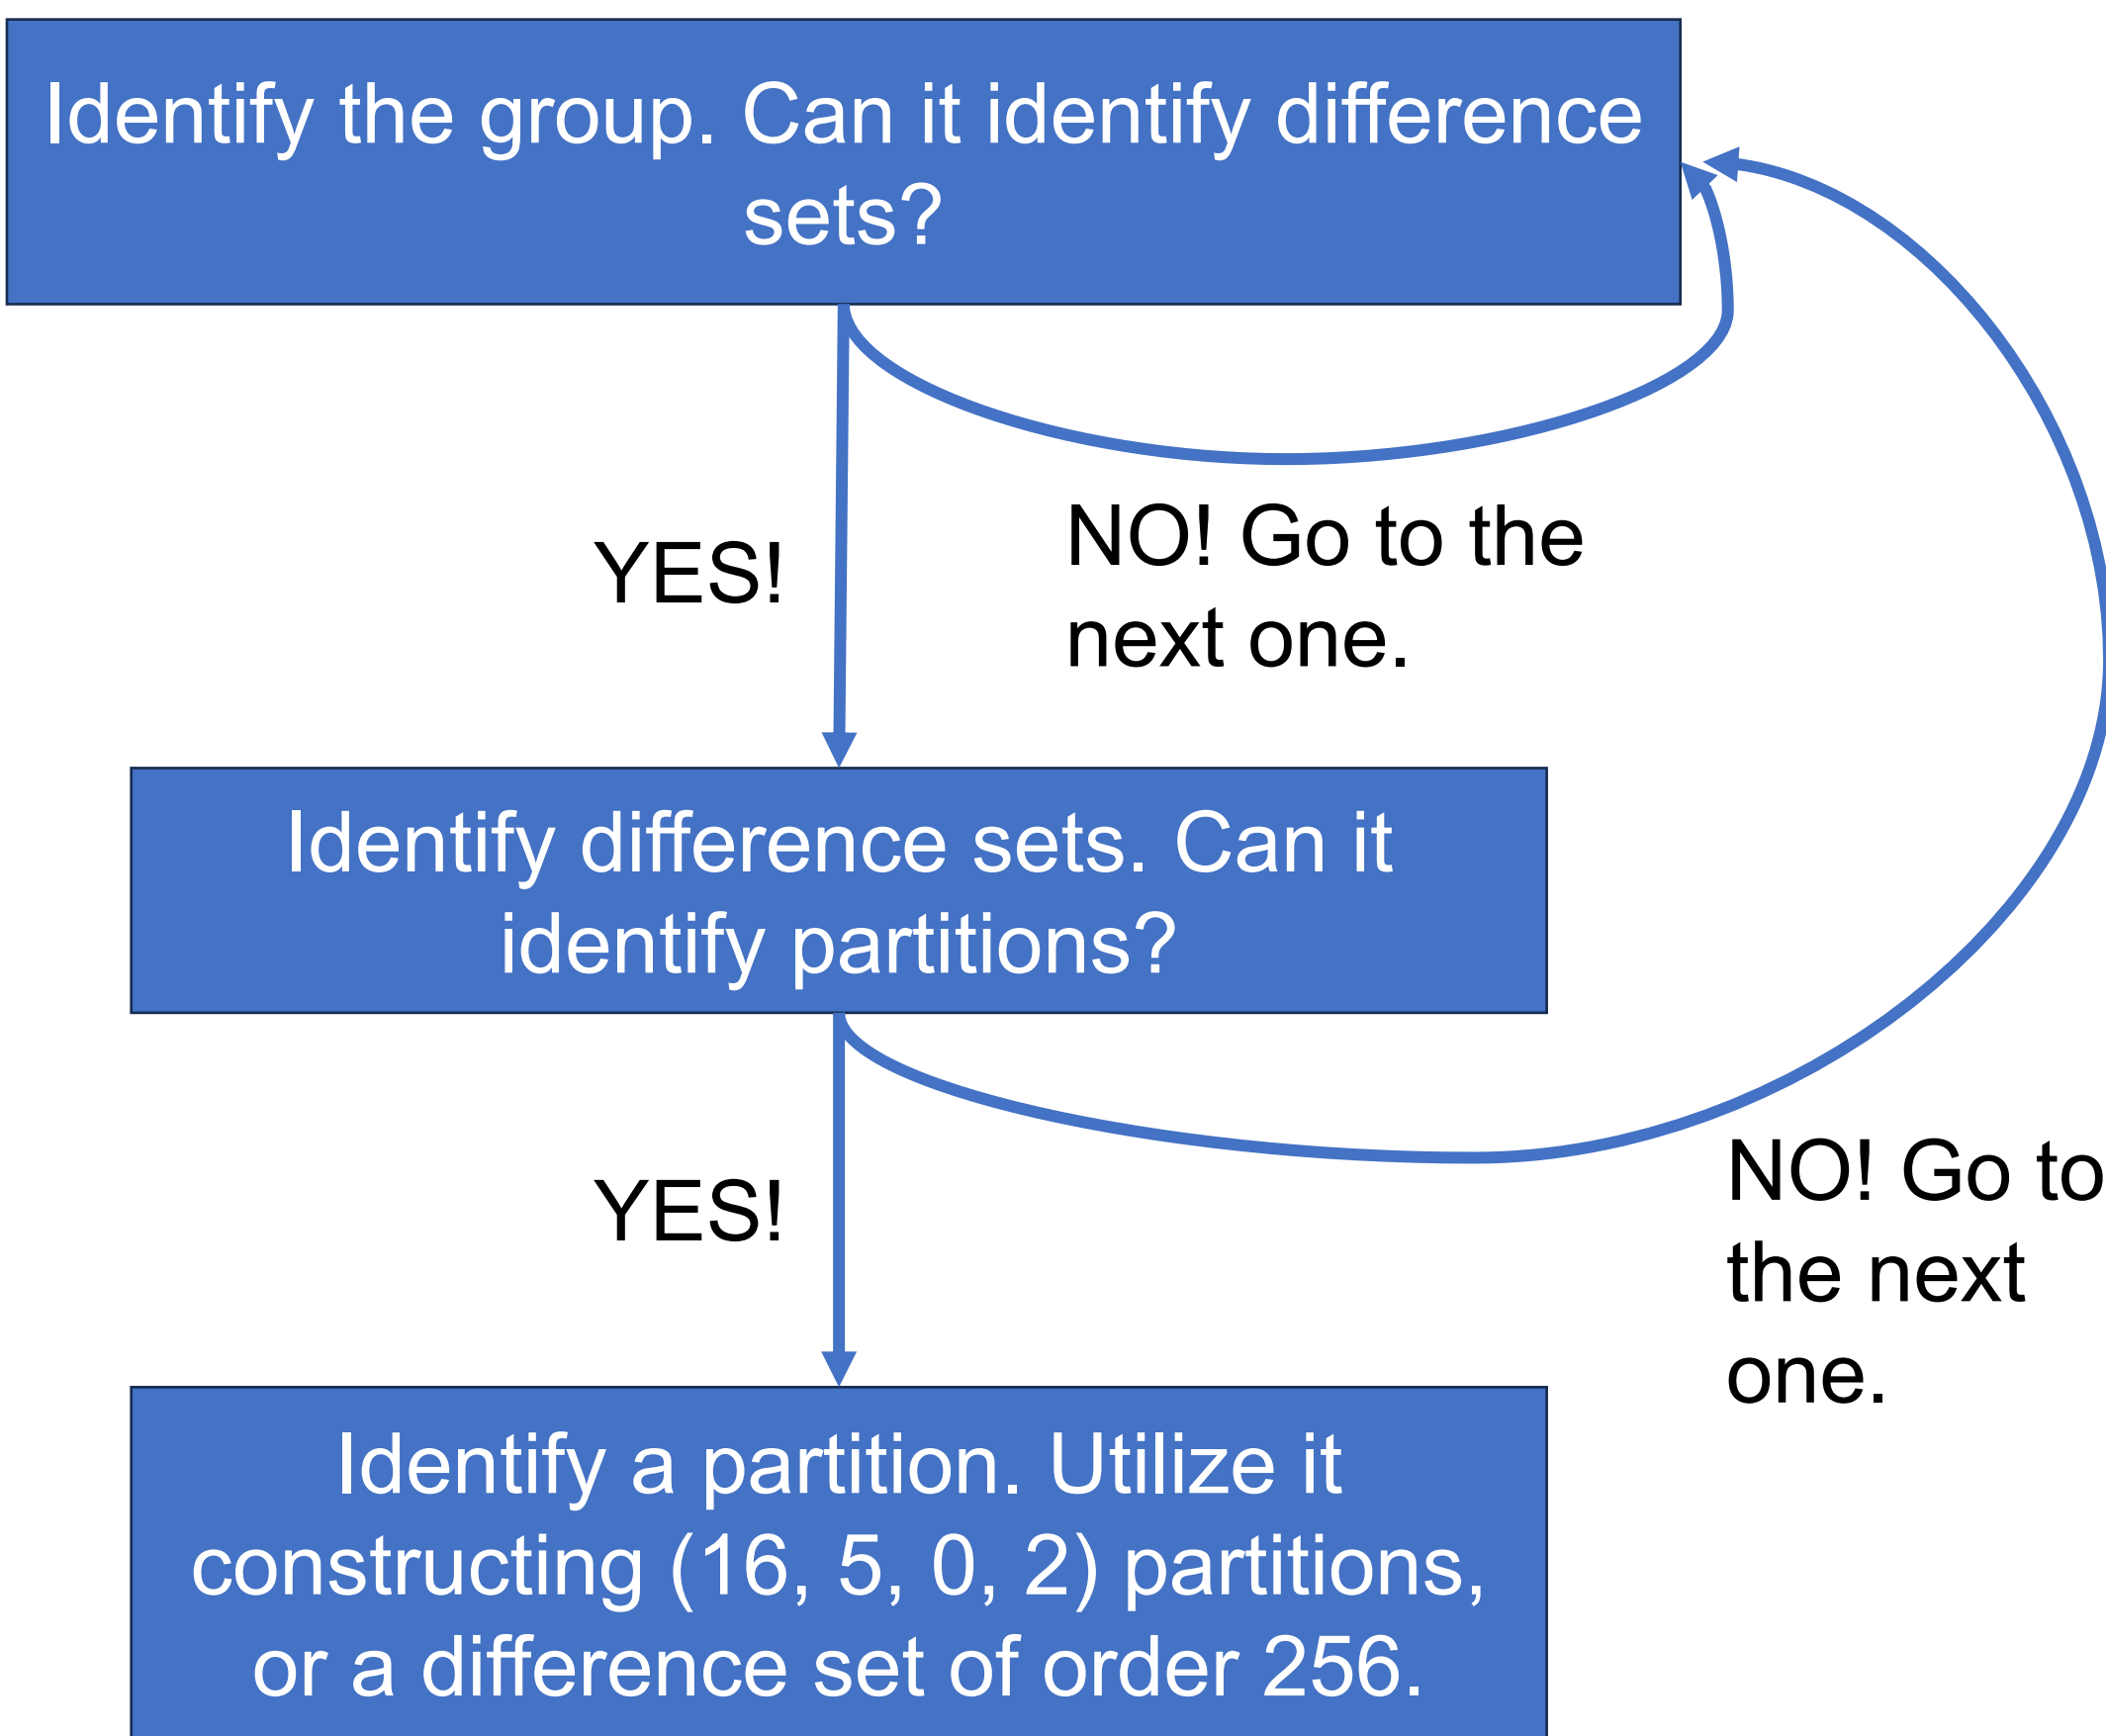 Identify the group. Can it identify difference
sets?
YES!
NO! Go to the
next one.
Identify difference sets. Can it
identify partitions?
YES!
NO! Go to
the next
one.
Identify a partition. Utilize it
constructing (16, 5, 0, 2) partitions,
or a difference set of order 256.